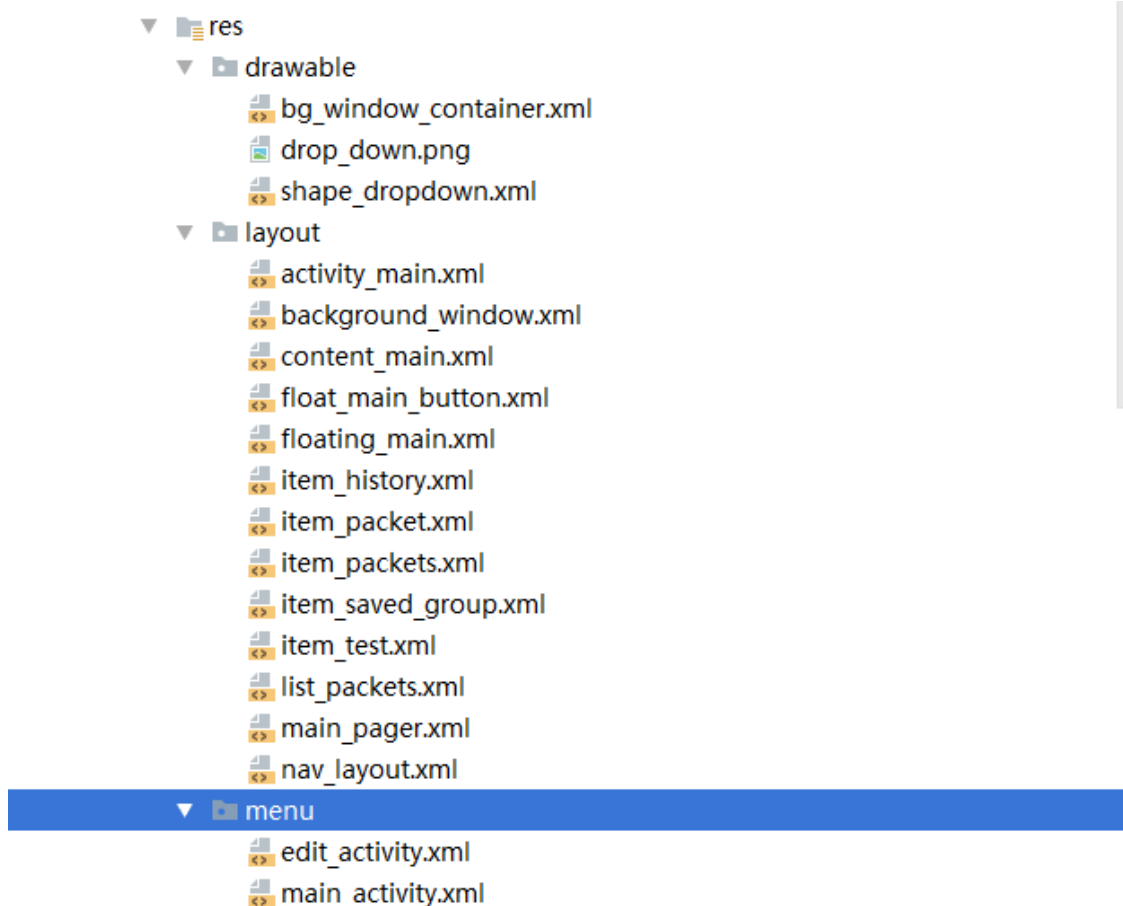 res
drawable
bg_window_container.xml
drop_down.png
shape_dropdown.xml
layout
activity_main.xml
background_window.xml
content_main.xml
float_main_button.xml
floating_main.xml
item_history.xml
item_packet.xml
item_packets.xml
item_saved_group.xml
item_test.xml
list_packets.xml
main_pager.xml
nav_layout.xml
menu
edit_activity.xml
main_activity.xml